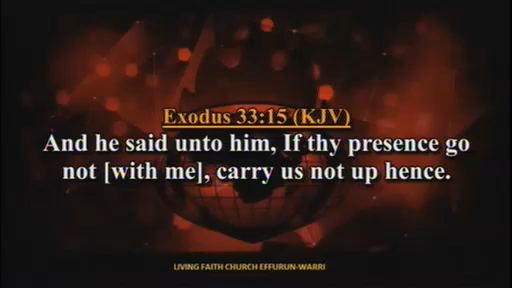 Exodus 33:15 (KJV)
And he said unto him, If thy presence go
not [with me], carry us not up hence.
LIVING FAITH CHURCH EFFURUN-WARRI